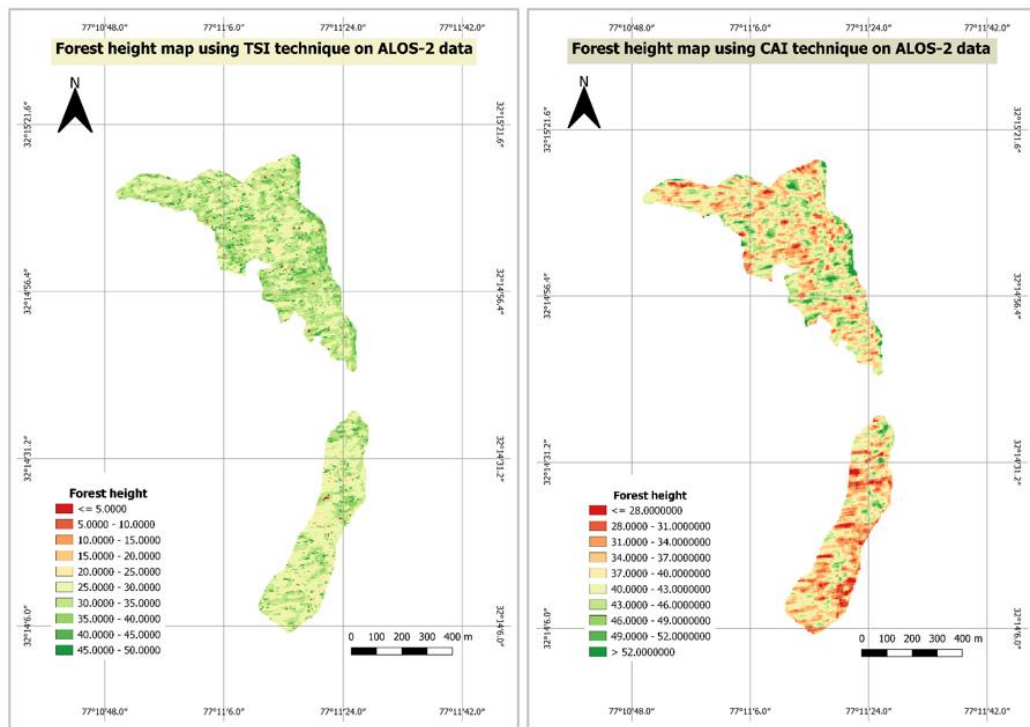 77°10'48.0"
77°11'6.0"
77°11'24.0"
77°11'42.0"
Forest height map using TSI technique on ALOS-2 data
N
32°15'21.6"
32°15'21.6"
32°14'56.4"
32°14'56.4"
32°14'31.2"
32°14'31.2"
32°14'6.0"
32°14'6.0"
Forest height
<= 5.0000
5.0000 - 10.0000
10.0000 - 15.0000
15.0000 - 20.0000
20.0000 - 25.0000
25.0000 - 30.0000
30.0000 - 35.0000
35.0000 - 40.0000
40.0000 - 45.0000
45.0000 - 50.0000
0 100 200 300 400 m
77°10'48.0"
77°11'6.0"
77°11'24.0"
77°11'42.0"
77°10'48.0"
77°11'6.0"
77°11'24.0"
77°11'42.0"
Forest height map using CAI technique on ALOS-2 data
N
32°15'21.6"
32°15'21.6"
32°14'56.4"
32°14'56.4"
32°14'31.2"
32°14'31.2"
32°14'6.0"
32°14'6.0"
Forest height
<= 28.0000000
28.0000 - 31.0000000
31.0000 - 34.0000000
34.0000 - 37.0000000
37.0000 - 40.0000000
40.0000 - 43.0000000
43.0000 - 46.0000000
46.0000 - 49.0000000
49.0000 - 52.0000000
> 52.0000000
0 100 200 300 400 m
77°10'48.0"
77°11'6.0"
77°11'24.0"
77°11'42.0"